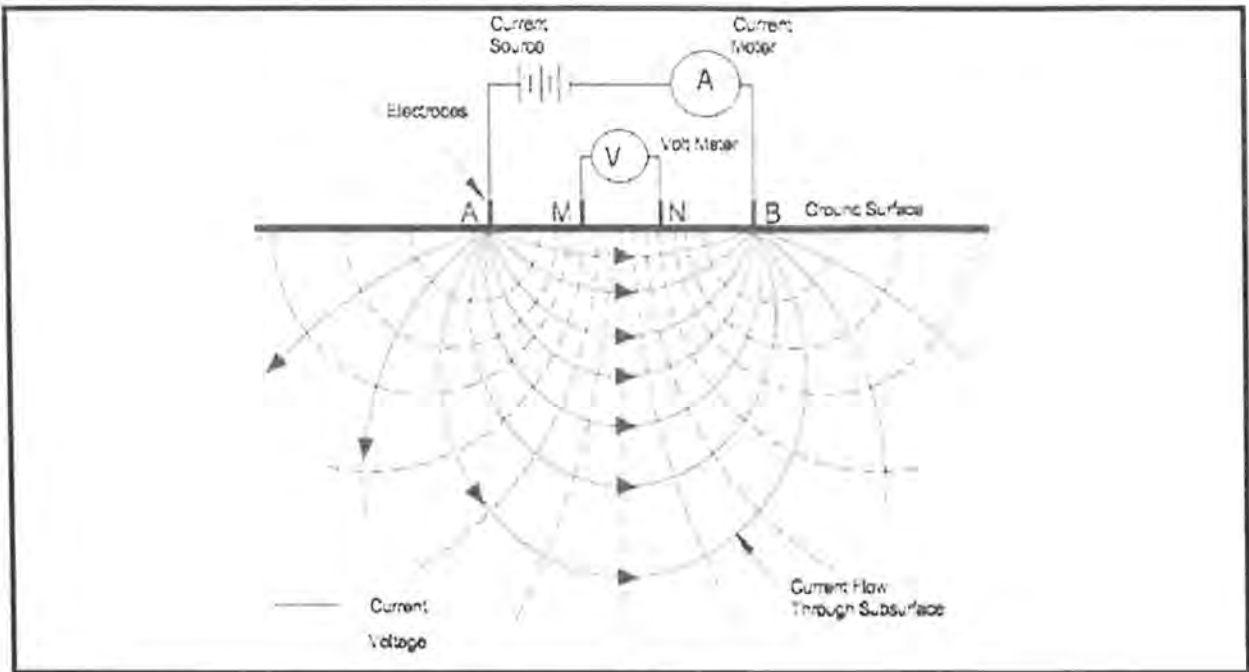 Current
Source
Current
Meter
A
Electrodes
Volt Meter
V
A
M
N
B
Ground Surface
Current Flow
Through Subsurface
Current
Voltage